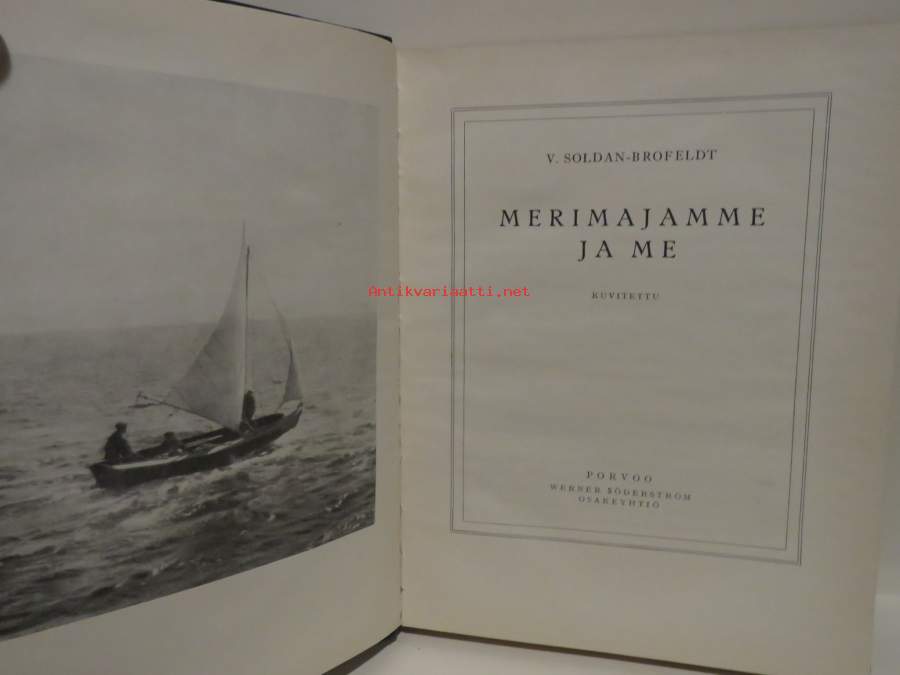 V. SOLDAN-BROFELDT
MERIMAJAMME
JA ME
Antikvariaatti.net
KUVITETTU
PORVOO
WERNER SÖDERSTRÖM
OSAKEYHTIÖ